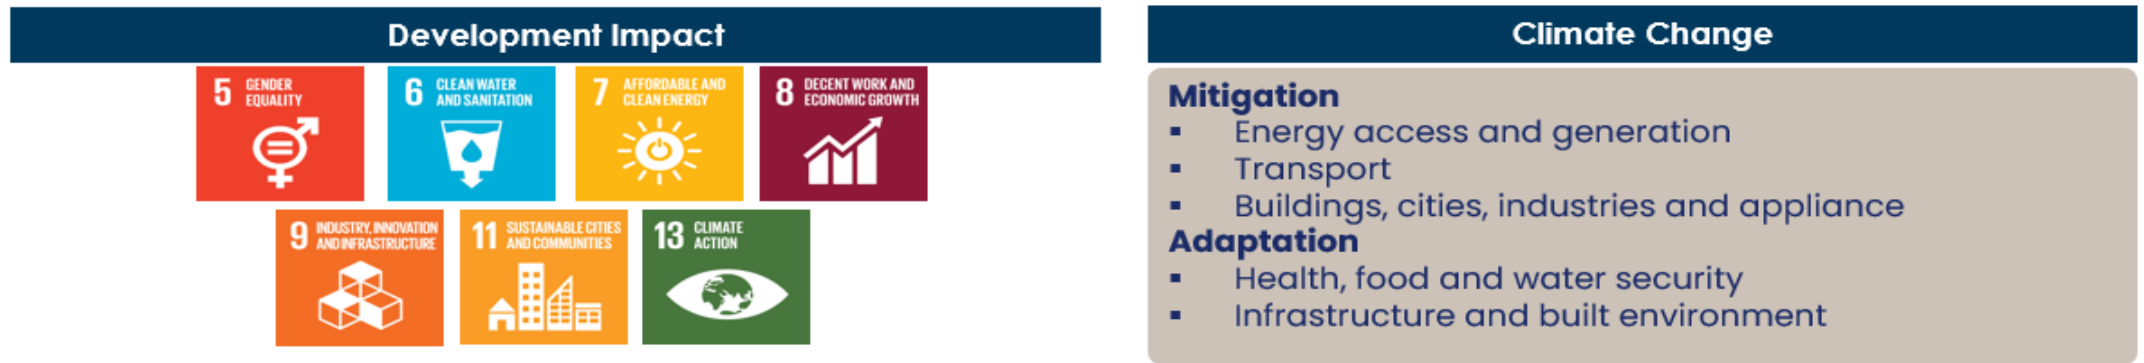 Development Impact
5 GENDER
EQUALITY
6 CLEAN WATER
AND SANITATION
7 AFFORDABLE AND
CLEAN ENERGY
8 DECENT WORK AND
ECONOMIC GROWTH
9 INDUSTRY, INNOVATION
AND INFRASTRUCTURE
11 SUSTAINABLE CITIES
AND COMMUNITIES
13 CLIMATE
ACTION
Climate Change
Mitigation
▪ Energy access and generation
▪ Transport
▪ Buildings, cities, industries and appliance
Adaptation
▪ Health, food and water security
▪ Infrastructure and built environment